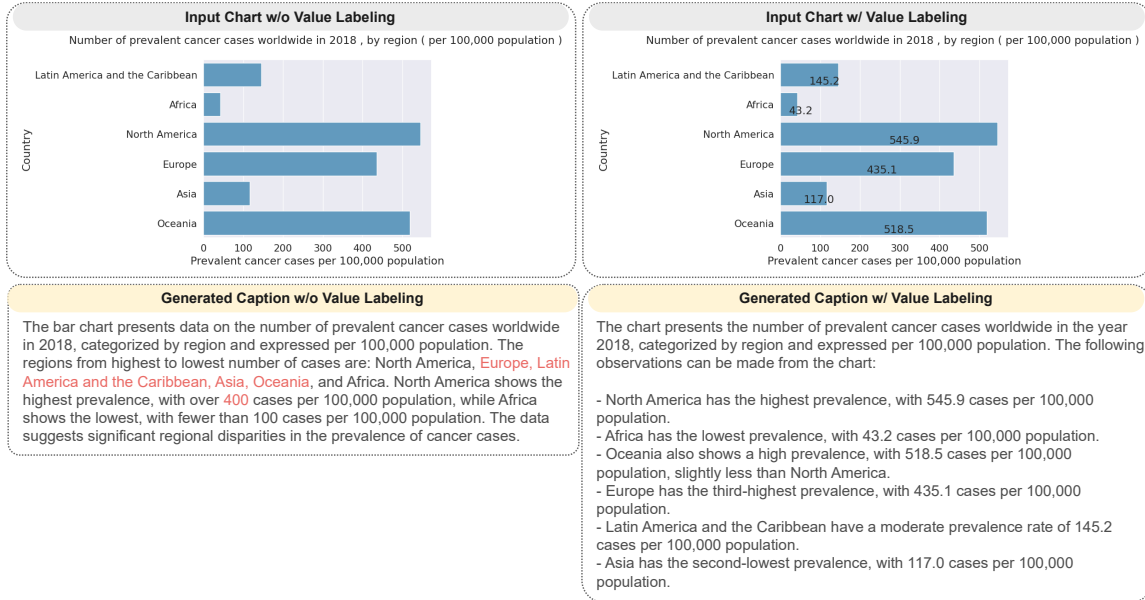 Input Chart w/o Value Labeling
Number of prevalent cancer cases worldwide in 2018 , by region ( per 100,000 population )
Country
Latin America and the Caribbean
Africa
North America
Europe
Asia
Oceania
0 100 200 300 400 500
Prevalent cancer cases per 100,000 population
Input Chart w/ Value Labeling
Number of prevalent cancer cases worldwide in 2018 , by region ( per 100,000 population )
Country
Latin America and the Caribbean 145.2
Africa 43.2
North America 545.9
Europe 435.1
Asia 117.0
Oceania 518.5
0 100 200 300 400 500
Prevalent cancer cases per 100,000 population
Generated Caption w/o Value Labeling
The bar chart presents data on the number of prevalent cancer cases worldwide
in 2018, categorized by region and expressed per 100,000 population. The
regions from highest to lowest number of cases are: North America, Europe, Latin
America and the Caribbean, Asia, Oceania, and Africa. North America shows the
highest prevalence, with over 400 cases per 100,000 population, while Africa
shows the lowest, with fewer than 100 cases per 100,000 population. The data
suggests significant regional disparities in the prevalence of cancer cases.
Generated Caption w/ Value Labeling
The chart presents the number of prevalent cancer cases worldwide in the year
2018, categorized by region and expressed per 100,000 population. The following
observations can be made from the chart:
- North America has the highest prevalence, with 545.9 cases per 100,000
population.
- Africa has the lowest prevalence, with 43.2 cases per 100,000 population.
- Oceania also shows a high prevalence, with 518.5 cases per 100,000
population, slightly less than North America.
- Europe has the third-highest prevalence, with 435.1 cases per 100,000
population.
- Latin America and the Caribbean have a moderate prevalence rate of 145.2
cases per 100,000 population.
- Asia has the second-lowest prevalence, with 117.0 cases per 100,000
population.